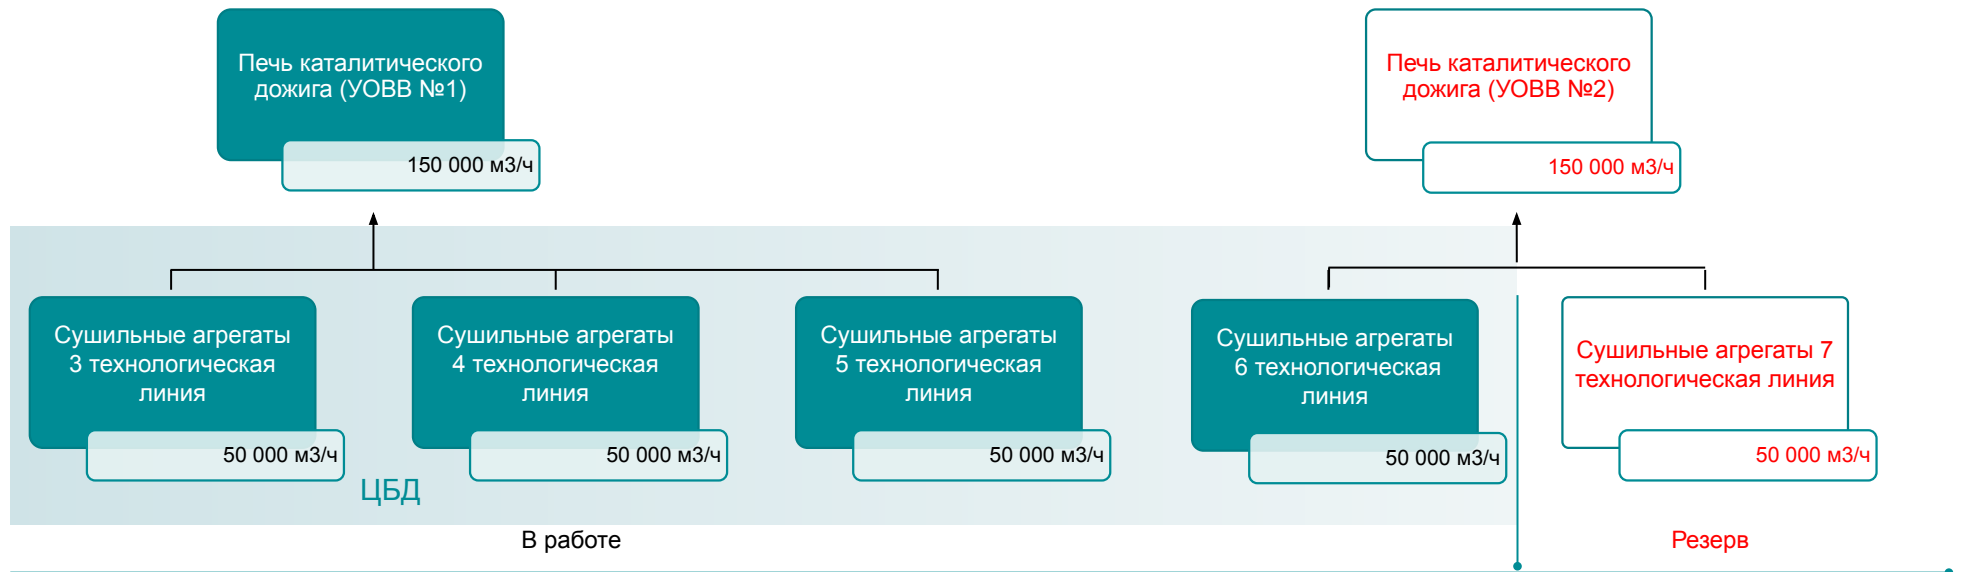 Печь каталитического
дожига (УОВВ №1)
150 000 м3/ч
Печь каталитического
дожига (УОВВ №2)
150 000 м3/ч
Сушильные агрегаты
3 технологическая
линия
50 000 м3/ч
Сушильные агрегаты
4 технологическая
линия
50 000 м3/ч
Сушильные агрегаты
5 технологическая
линия
50 000 м3/ч
Сушильные агрегаты
6 технологическая
линия
50 000 м3/ч
Сушильные агрегаты 7
технологическая линия
50 000 м3/ч
ЦБД
В работе
Резерв